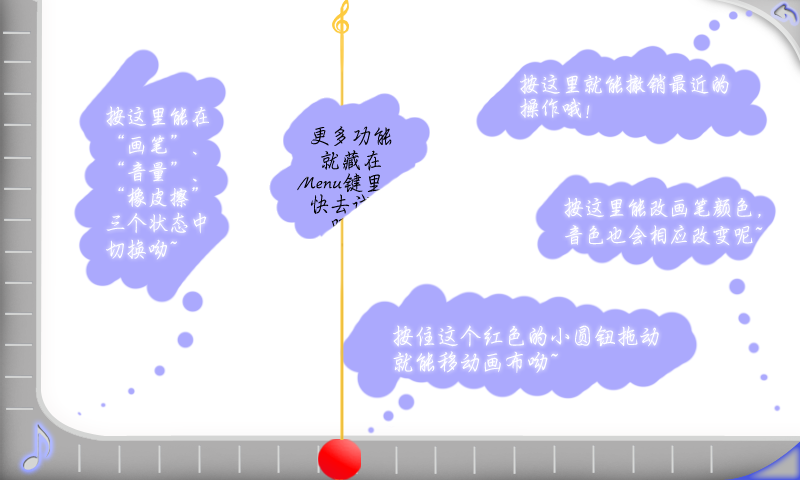 按这里能在
“画笔”、
“音量”、
“橡皮擦”
三个状态中
切换呦~
更多功能
就藏在
Menu键里
快去
按这里就能撤销最近的
操作哦!
按这里能改画笔颜色,
音色也会相应改变呢~
按住这个红色的小圆钮拖动
就能移动画布呦~